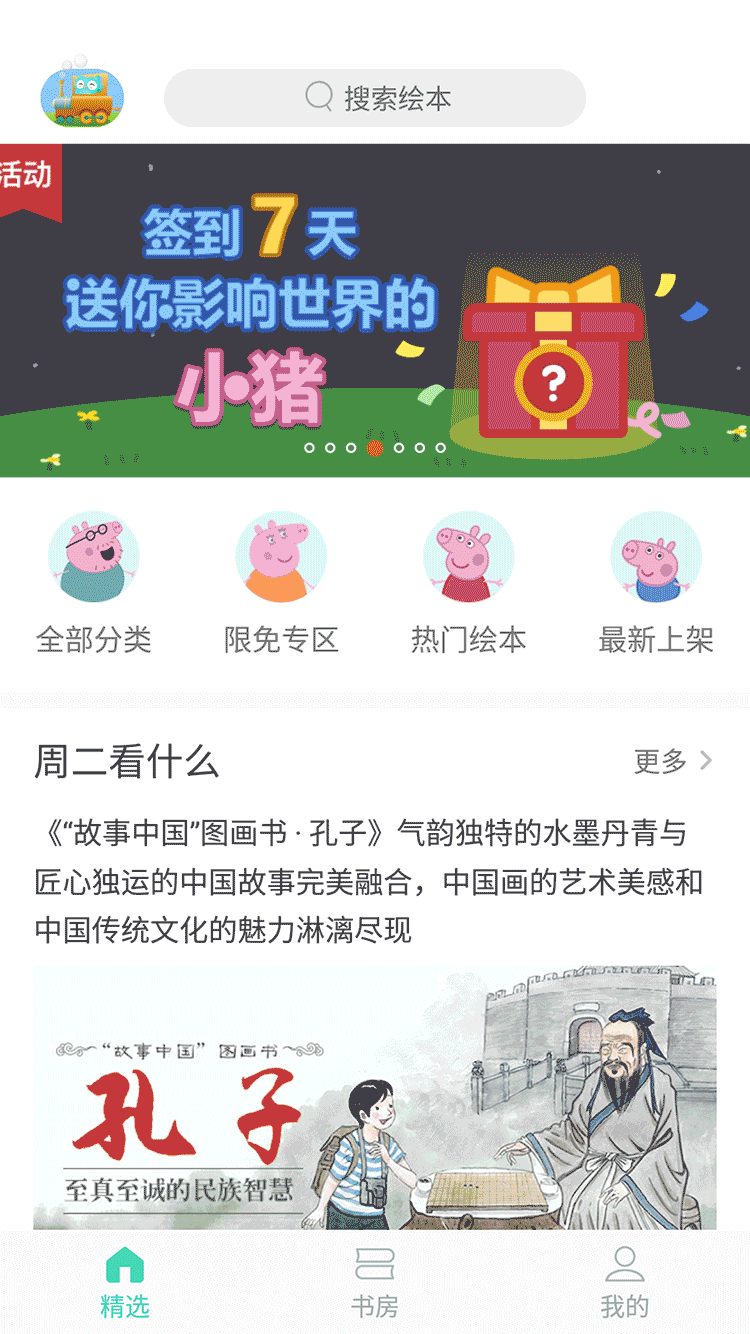 搜索绘本
活动
签到7天
送你影响世界的
小猪
?
全部分类
限免专区
热门绘本
最新上架
周二看什么
更多
《“故事中国”图画书 · 孔子》气韵独特的水墨丹青与
匠心独运的中国故事完美融合，中国画的艺术美感和
中国传统文化的魅力淋漓尽现
“故事中国” 图画书
孔子
至真至诚的民族智慧
精选
书房
我的